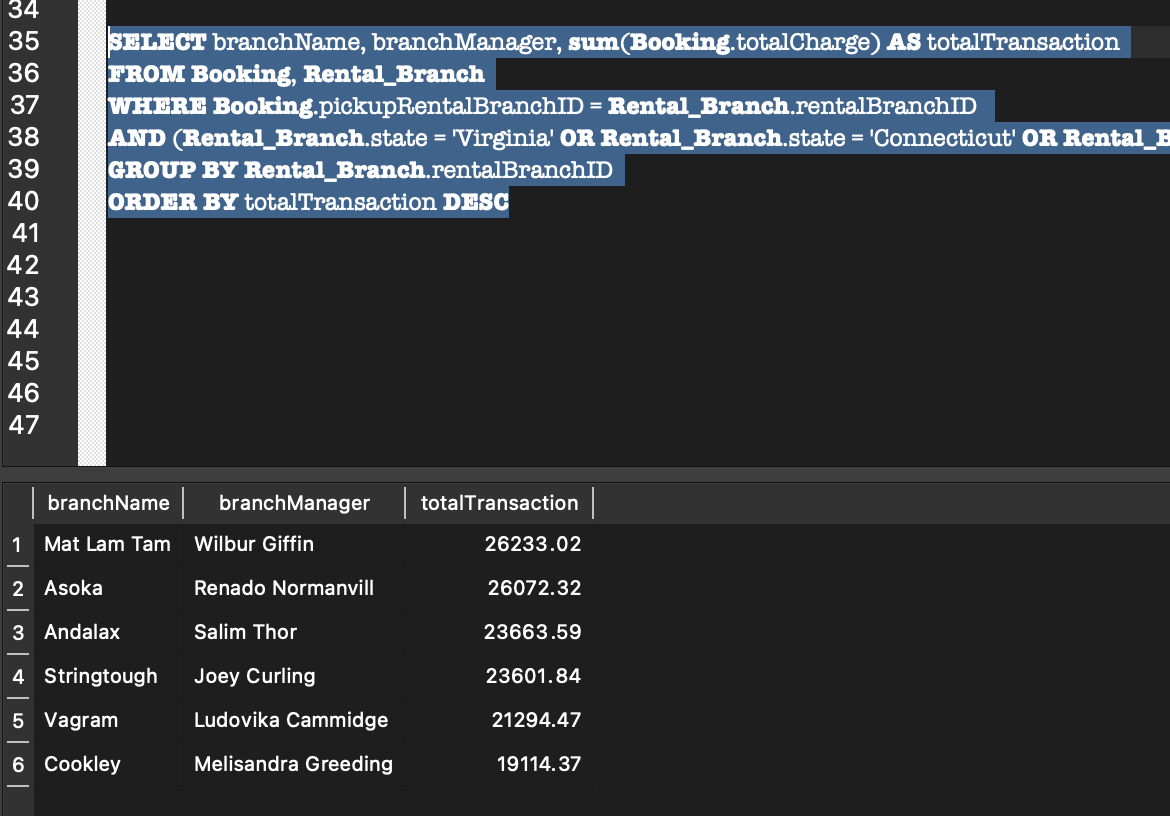 34
35 SELECT branchName, branchManager, sum(Booking.totalCharge) AS totalTransaction
36 FROM Booking, Rental_Branch
37 WHERE Booking.pickupRentalBranchID = Rental_Branch.rentalBranchID
38 AND (Rental_Branch.state = 'Virginia' OR Rental_Branch.state = 'Connecticut' OR Rental_B
39 GROUP BY Rental_Branch.rentalBranchID
40 ORDER BY totalTransaction DESC
41
42
43
44
45
46
47
branchName branchManager totalTransaction
1 Mat Lam Tam Wilbur Giffin 26233.02
2 Asoka Renado Normanvill 26072.32
3 Andalax Salim Thor 23663.59
4 Stringtough Joey Curling 23601.84
5 Vagram Ludovika Cammidge 21294.47
6 Cookley Melisandra Greeding 19114.37